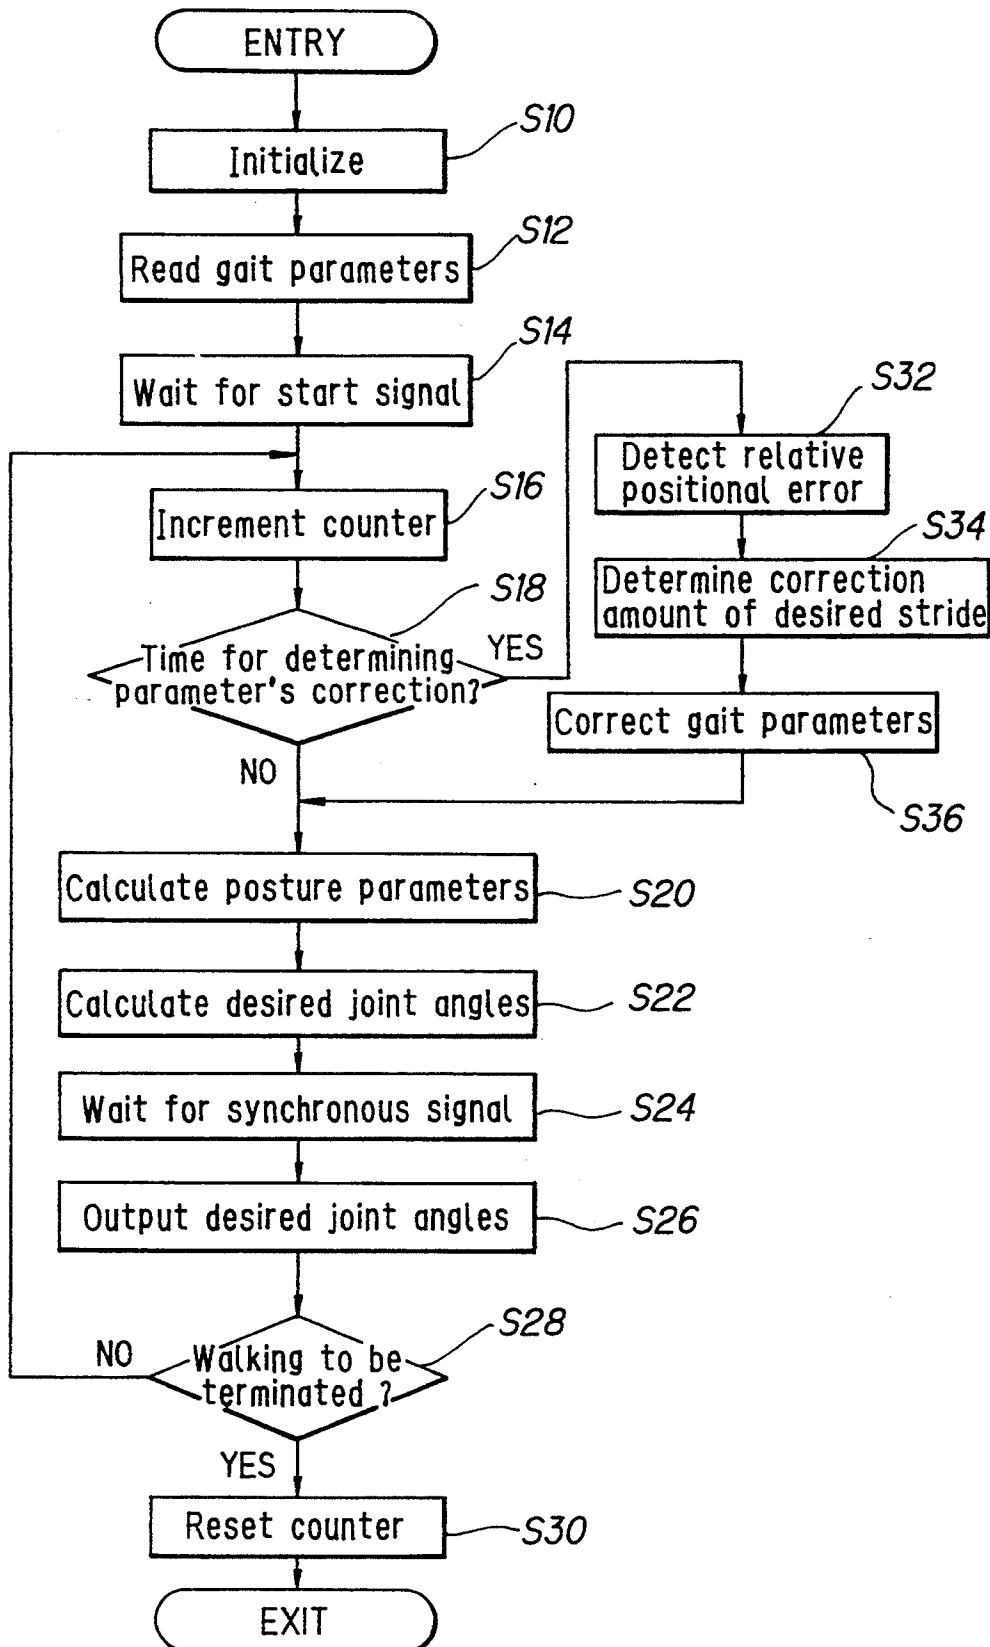 ENTRY
S10
Initialize
S12
Read gait parameters
S14
Wait for start signal
S16
Increment counter
S18
Time for determining
parameter's correction?
YES
NO
S32
Detect relative
positional error
S34
Determine correction
amount of desired stride
Correct gait parameters
S36
Calculate posture parameters
S20
Calculate desired joint angles
S22
Wait for synchronous signal
S24
Output desired joint angles
S26
S28
Walking to be
terminated ?
NO
YES
Reset counter
S30
EXIT